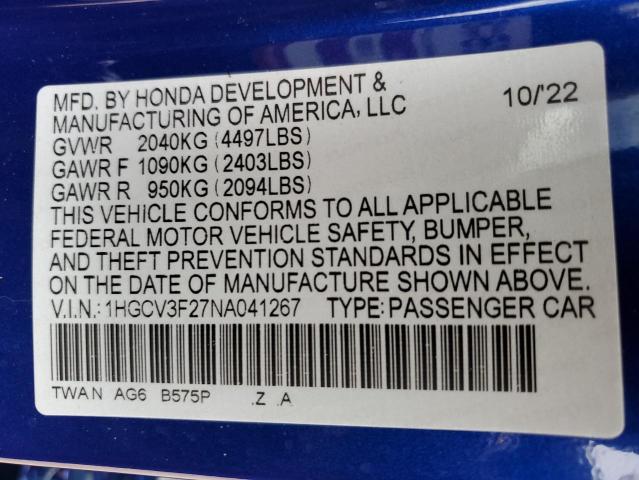 MFD. BY HONDA DEVELOPMENT & 10/'22
MANUFACTURING OF AMERICA, LLC
GVWR 2040KG (4497LBS)
GAWR F 1090KG (2403LBS)
GAWR R 950KG (2094LBS)
THIS VEHICLE CONFORMS TO ALL APPLICABLE
FEDERAL MOTOR VEHICLE SAFETY, BUMPER,
AND THEFT PREVENTION STANDARDS IN EFFECT
ON THE DATE OF MANUFACTURE SHOWN ABOVE.
V.I.N.: 1HGCV3F27NA041267 TYPE: PASSENGER CAR
TWAN AG6 B575P .Z .A